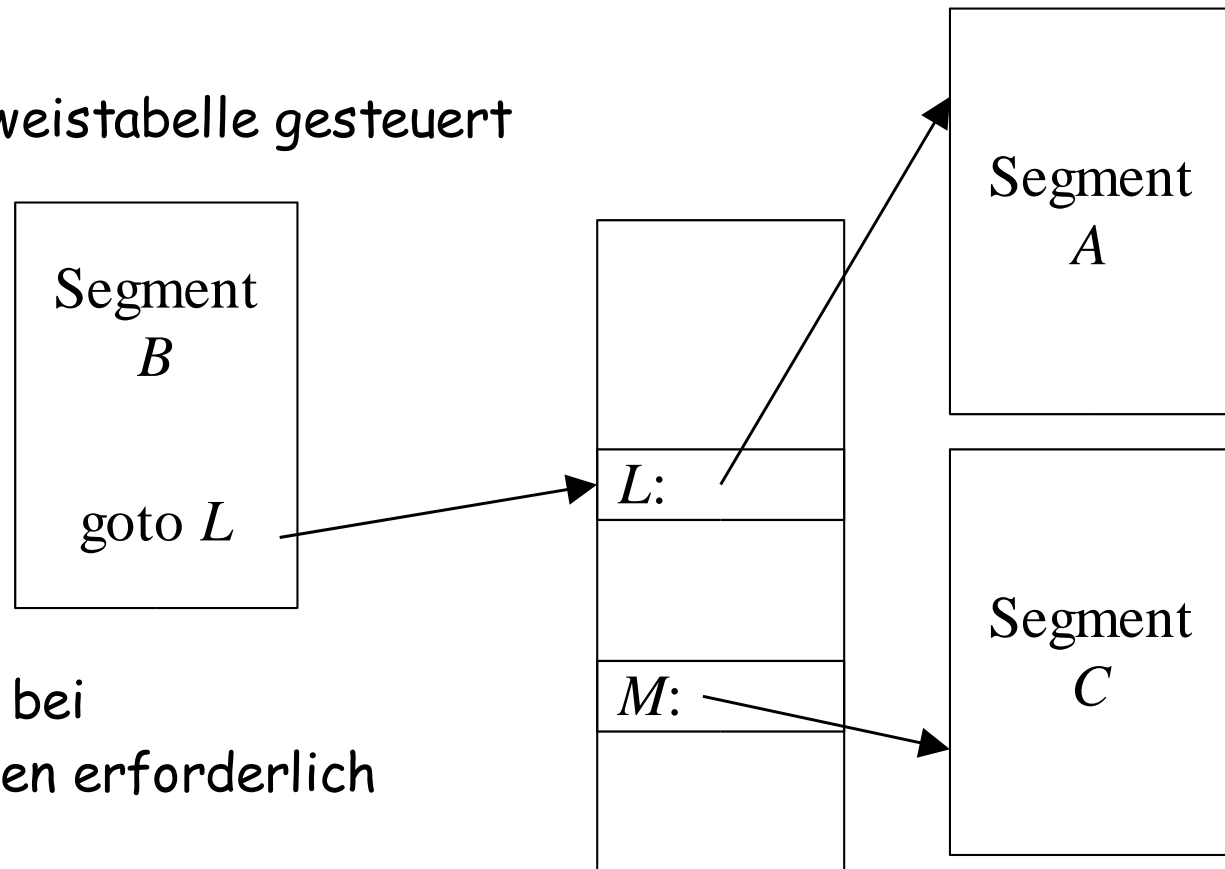 weistabelle gesteuert
Segment
A
Segment
B
goto L
L:
M:
Segment
C
bei
en erforderlich